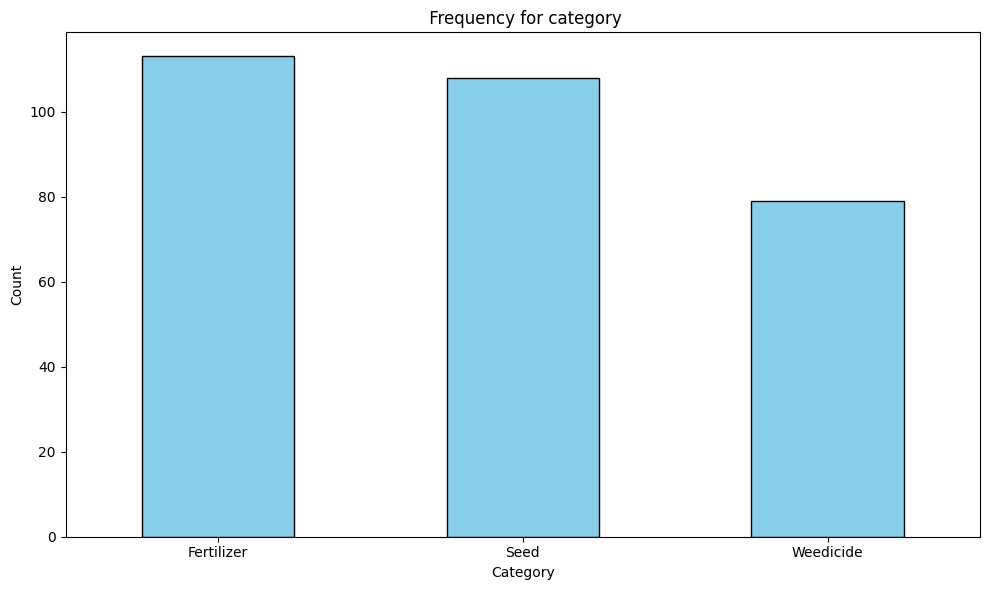 Frequency for category
Count
100
80
60
40
20
0
Fertilizer
Seed
Weedicide
Category